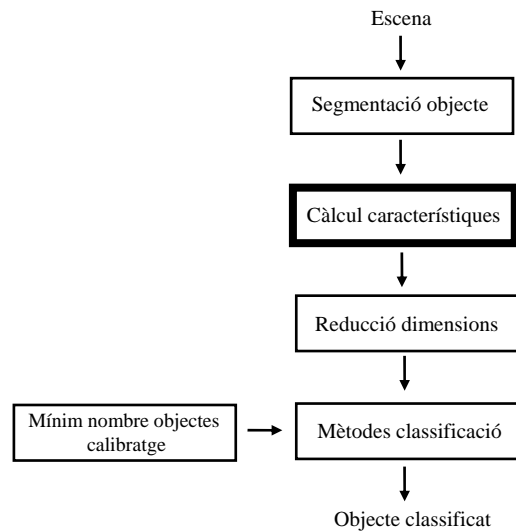 Escena
Segmentació objecte
Càlcul característiques
Reducció dimensions
Mínim nombre objectes
calibratge
Mètodes classificació
Objecte classificat